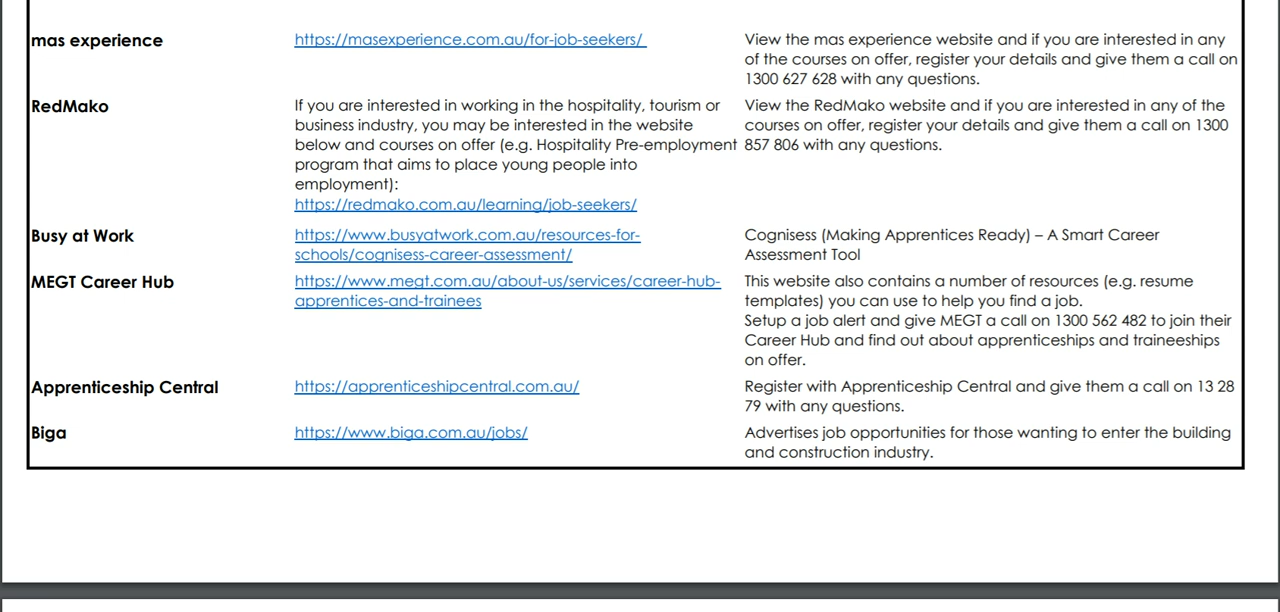 mas experience
https://masexperience.com.au/for-job-seekers/
View the mas experience website and if you are interested in any
of the courses on offer, register your details and give them a call on
1300 627 628 with any questions.
RedMako
If you are interested in working in the hospitality, tourism or
business industry, you may be interested in the website
below and courses on offer (e.g. Hospitality Pre-employment
program that aims to place young people into
employment):
https://redmako.com.au/learning/job-seekers/
View the RedMako website and if you are interested in any of the
courses on offer, register your details and give them a call on 1300
857 806 with any questions.
Busy at Work
https://www.busyatwork.com.au/resources-for-
schools/cognisess-career-assessment/
Cognisess (Making Apprentices Ready) – A Smart Career
Assessment Tool
MEGT Career Hub
https://www.megt.com.au/about-us/services/career-hub-
apprentices-and-trainees
This website also contains a number of resources (e.g. resume
templates) you can use to help you find a job.
Setup a job alert and give MEGT a call on 1300 562 482 to join their
Career Hub and find out about apprenticeships and traineeships
on offer.
Apprenticeship Central
https://apprenticeshipcentral.com.au/
Register with Apprenticeship Central and give them a call on 13 28
79 with any questions.
Biga
https://www.biga.com.au/jobs/
Advertises job opportunities for those wanting to enter the building
and construction industry.